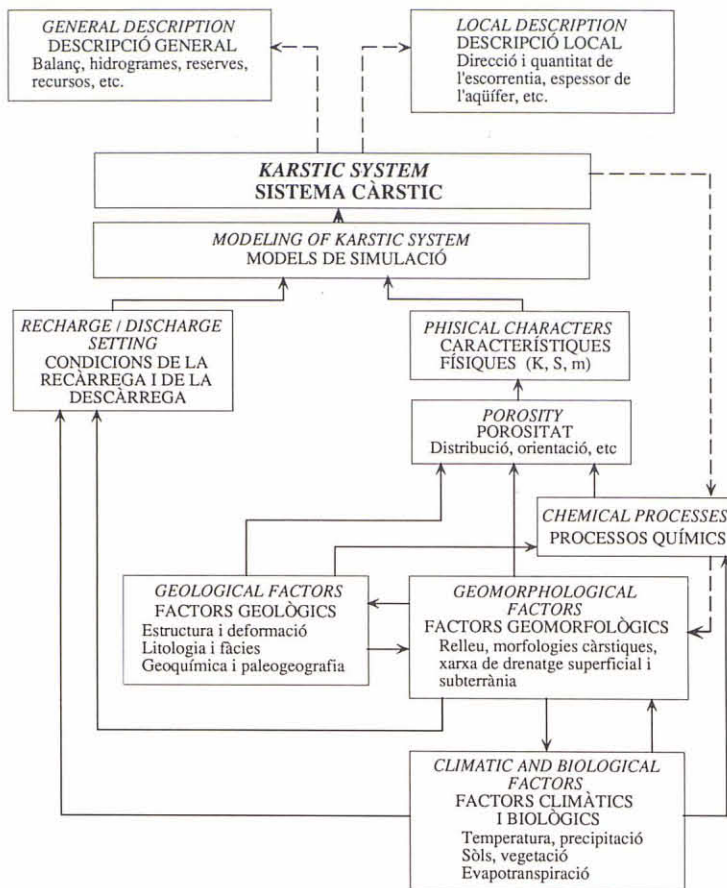 GENERAL DESCRIPTION
DESCRIPCIÓ GENERAL
Balanç, hidrogrames, reserves,
recursos, etc.
LOCAL DESCRIPTION
DESCRIPCIÓ LOCAL
Direcció i quantitat de
l'escorrentia, espessor de
l'aqüífer, etc.
KARSTIC SYSTEM
SISTEMA CÀRSTIC
MODELING OF KARSTIC SYSTEM
MODELS DE SIMULACIÓ
RECHARGE / DISCHARGE
SETTING
CONDICIONS DE LA
RECÀRREGA I DE LA
DESCÀRREGA
PHISICAL CHARACTERS
CARACTERÍSTIQUES
FÍSIQUES (K, S, m)
POROSITY
POROSITAT
Distribució, orientació, etc
CHEMICAL PROCESSES
PROCESSOS QUÍMICS
GEOLOGICAL FACTORS
FACTORS GEOLÒGICS
Estructura i deformació
Litologia i fàcies
Geoquímica i paleogeografia
GEOMORPHOLOGICAL
FACTORS
FACTORS GEOMORFOLÒGICS
Relleu, morfologies càrstiques,
xarxa de drenatge superficial i
subterrània
CLIMATIC AND BIOLOGICAL
FACTORS
FACTORS CLIMÀTICS
I BIOLÒGICS
Temperatura, precipitació
Sòls, vegetació
Evapotranspiració